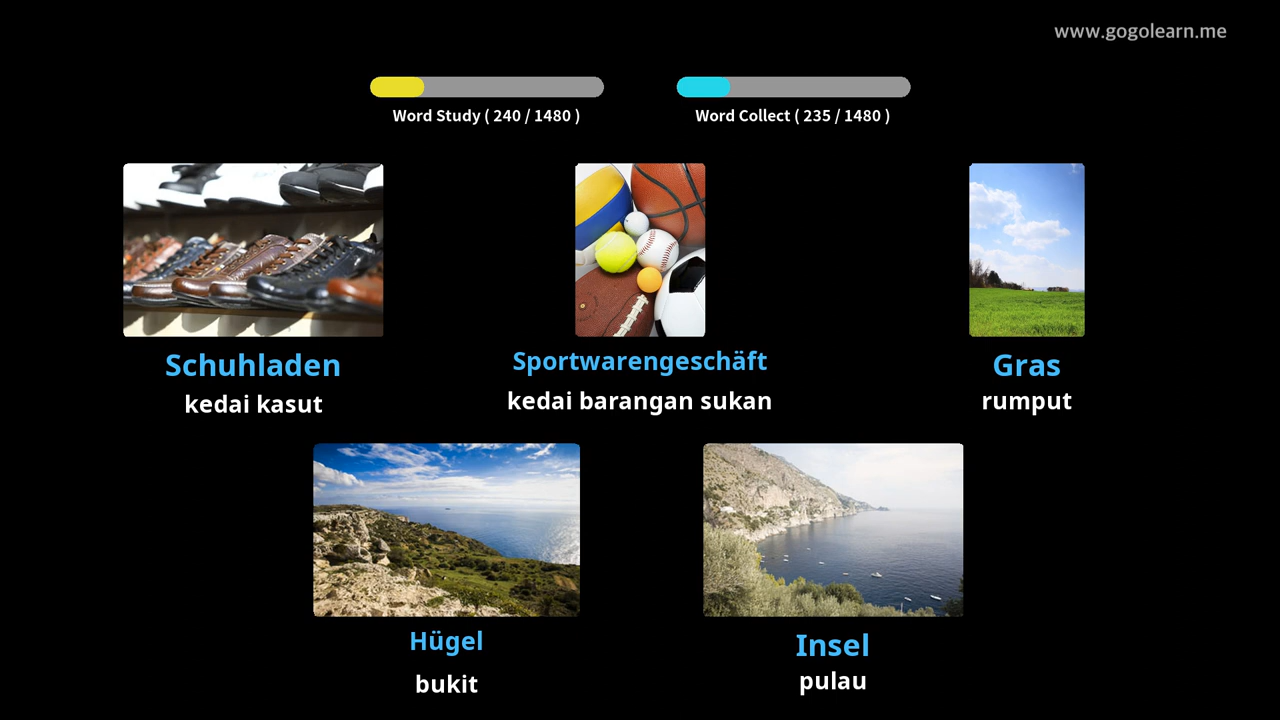 www.gogolearn.me
Word Study ( 240 / 1480 )
Word Collect ( 235 / 1480 )
Schuhladen
kedai kasut
Sportwarengeschäft
kedai barangan sukan
Gras
rumput
Hügel
bukit
Insel
pulau